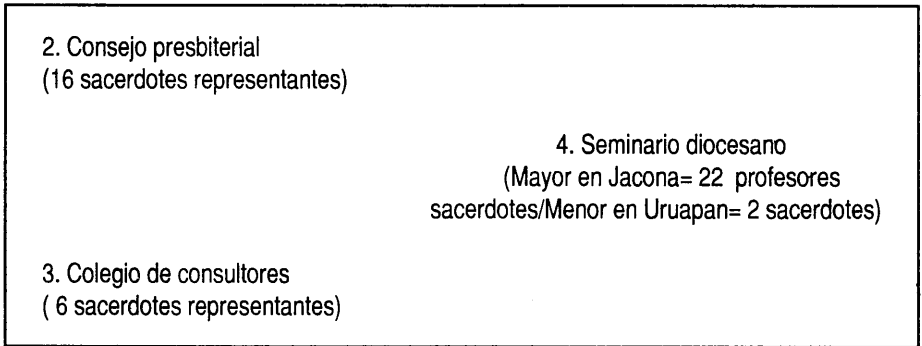 2. Consejo presbiterial
(16 sacerdotes representantes)
4. Seminario diocesano
(Mayor en Jacona= 22 profesores
sacerdotes/Menor en Uruapan= 2 sacerdotes)
3. Colegio de consultores
( 6 sacerdotes representantes)